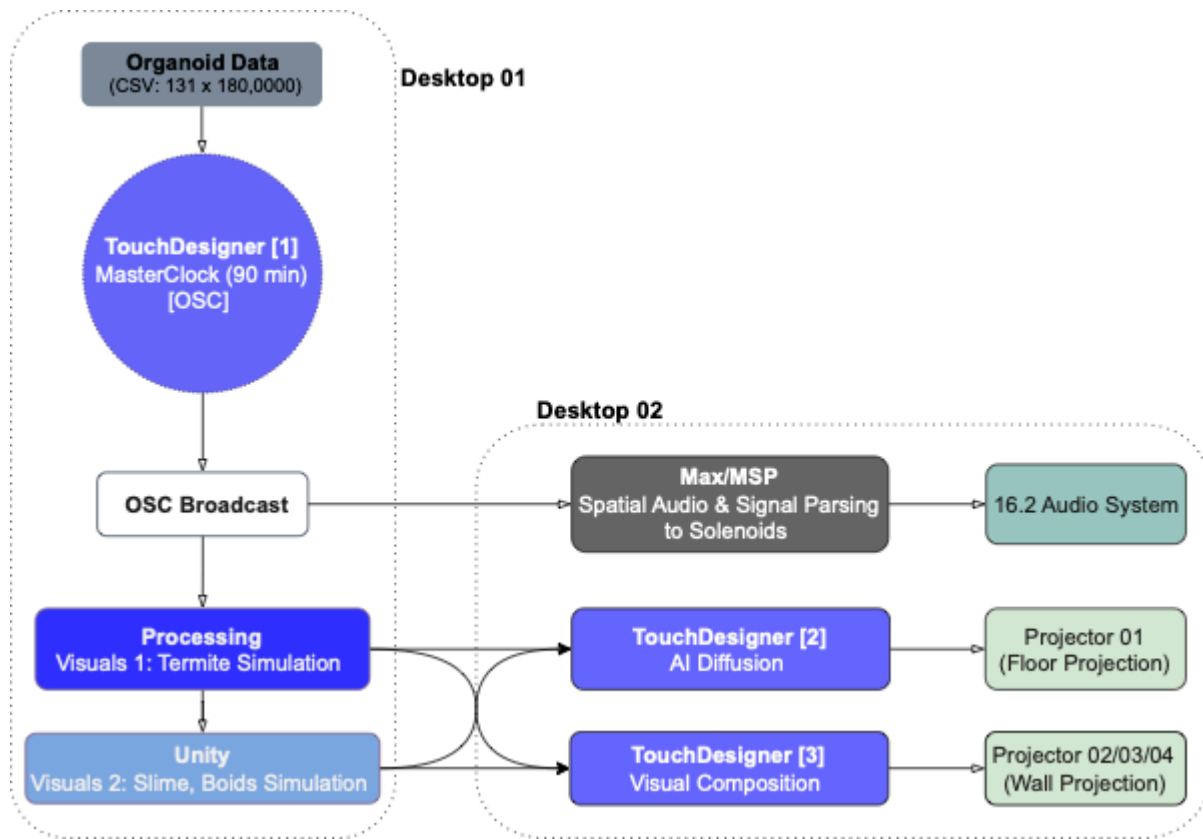 Organoid Data
(CSV: 131 x 180,0000)
Desktop 01
TouchDesigner [1]
MasterClock (90 min)
[OSC]
Desktop 02
OSC Broadcast
Max/MSP
Spatial Audio & Signal Parsing
to Solenoids
16.2 Audio System
Processing
Visuals 1: Termite Simulation
TouchDesigner [2]
AI Diffusion
Projector 01
(Floor Projection)
Unity
Visuals 2: Slime, Boids Simulation
TouchDesigner [3]
Visual Composition
Projector 02/03/04
(Wall Projection)